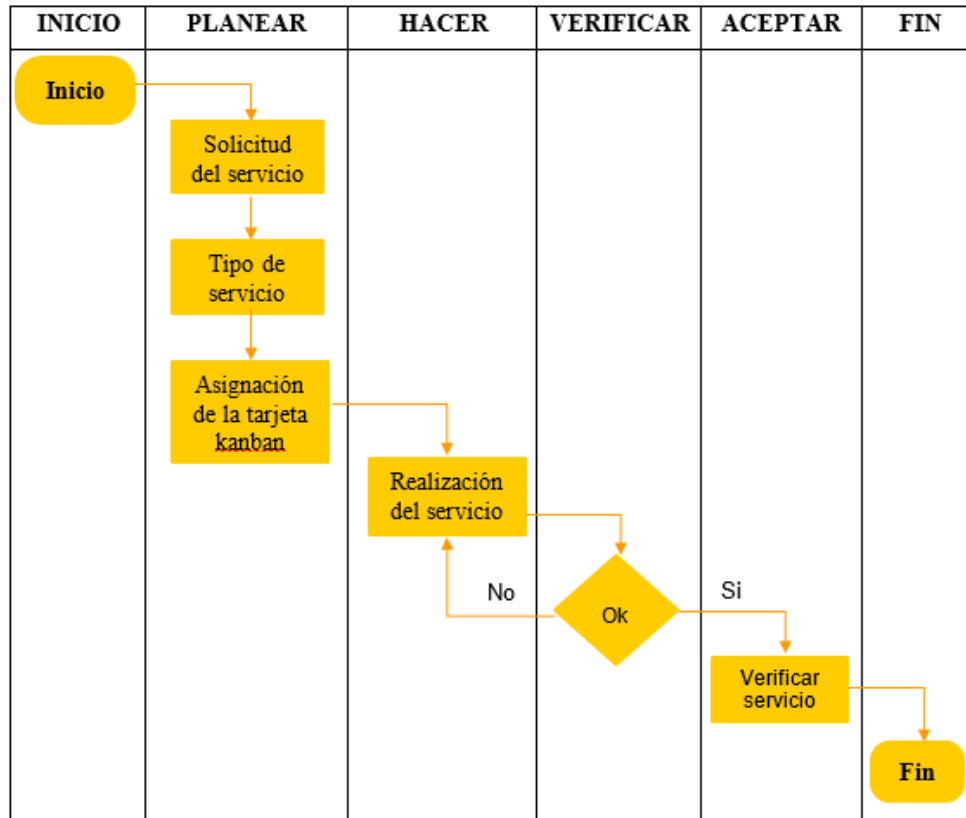 INICIO PLANEAR HACER VERIFICAR ACEPTAR FIN
Inicio
Solicitud
del servicio
Tipo de
servicio
Asignación
de la tarjeta
kanban
Realización
del servicio
No
Ok
Si
Verificar
servicio
Fin